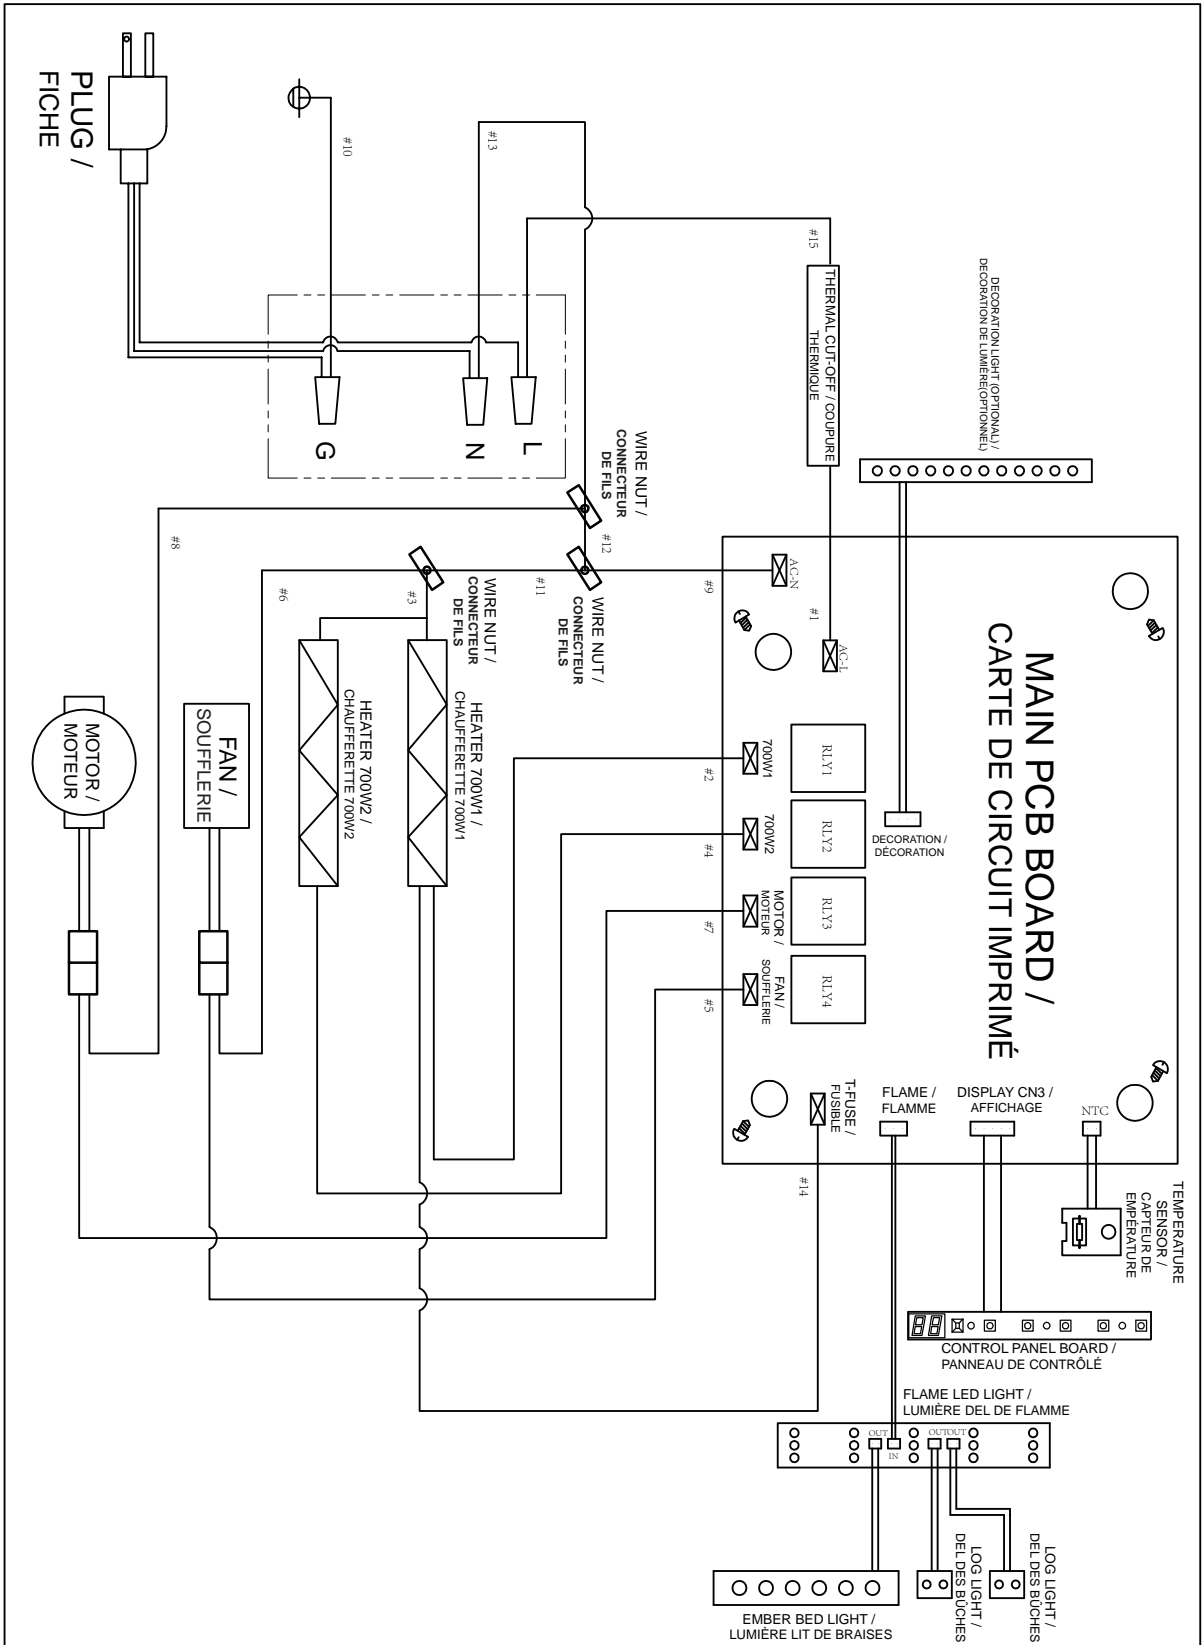 PLUG /
FICHE
#10
#13
#15
THERMAL CUT-OFF / COUPURE
THERMIQUE
DECORATION LIGHT (OPTIONAL) /
DECORATION DE LUMIÈRE(OPTIONNEL)
G
N
L
WIRE NUT /
CONNECTEUR
DE FILS
WIRE NUT /
CONNECTEUR
DE FILS
WIRE NUT /
CONNECTEUR
DE FILS
#8
#6
#3
#11
#12
#9
#1
AC-N
AC-L
MAIN PCB BOARD /
CARTE DE CIRCUIT IMPRIMÉ
MOTOR /
MOTEUR
FAN /
SOUFFLERIE
HEATER 700W2 /
CHAUFFERETTE 700W2
HEATER 700W1 /
CHAUFFERETTE 700W1
#2
#4
#7
#5
700W1
700W2
MOTOR /
MOTEUR
FAN /
SOUFFLERIE
RLY1
RLY2
RLY3
RLY4
DECORATION /
DÉCORATION
T-FUSE /
FUSIBLE
FLAME /
FLAMME
DISPLAY CN3 /
AFFICHAGE
NTC
#14
TEMPERATURE
SENSOR /
CAPTEUR DE
EMPÉRATURE
88
CONTROL PANEL BOARD /
PANNEAU DE CONTRÔLÉ
FLAME LED LIGHT /
LUMIÈRE DEL DE FLAMME
OUT
IN
OUT
OUT
LOG LIGHT /
DEL DES BÛCHES
LOG LIGHT /
DEL DES BÛCHES
EMBER BED LIGHT /
LUMIÈRE LIT DE BRAISES